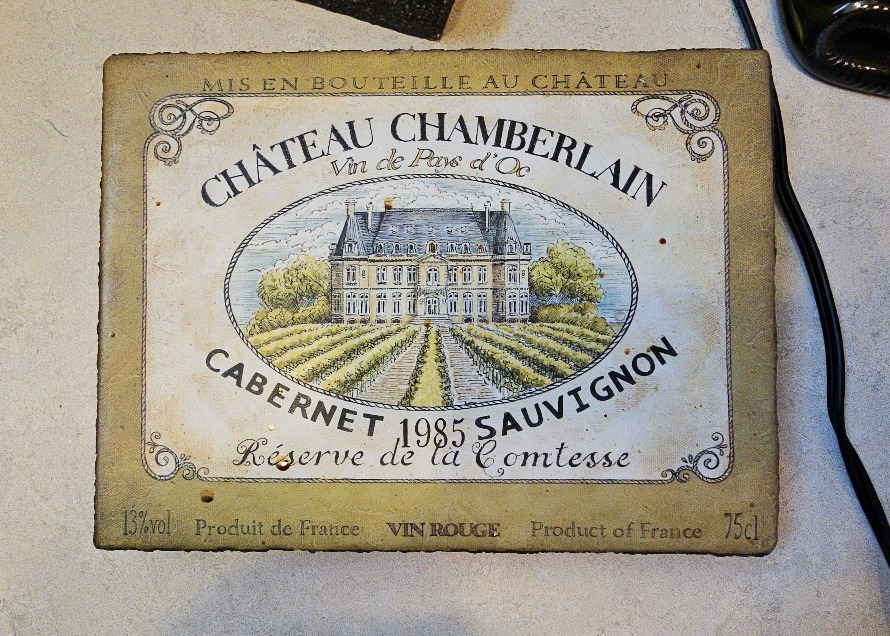 MIS EN BOUTEILLE AU CHÂTEAU
CHÂTEAU CHAMBERLAIN
Vin de Pays d'Oc
CABERNET 1985 SAUVIGNON
Réserve de la Comtesse
13%vol Produit de France VIN ROUGE Product of France 75cl